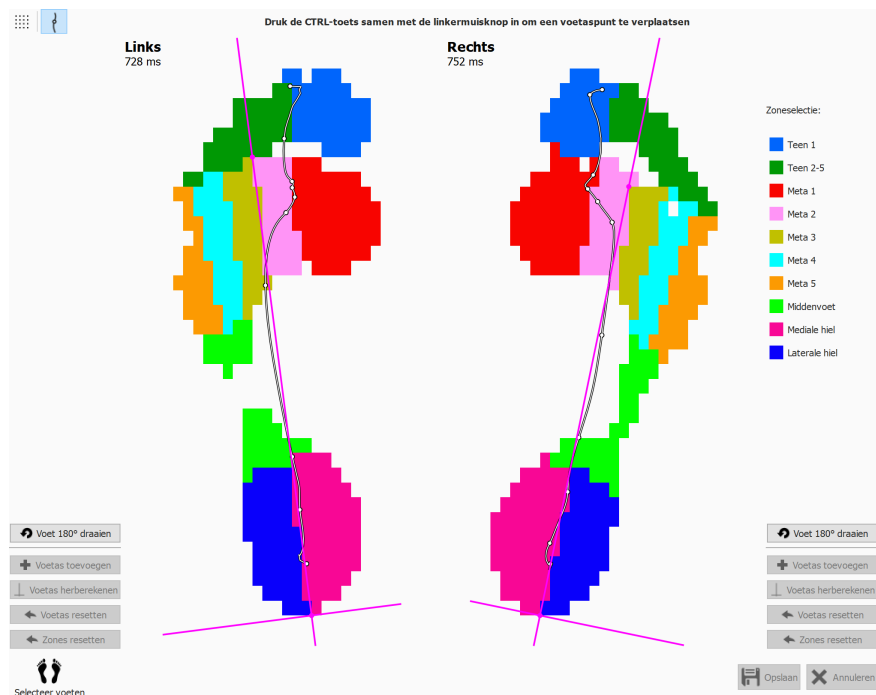 Druk de CTRL-toets samen met de linkermuisknop in om een voetaspunt te verplaatsen
Links
728 ms
Rechts
752 ms
Zoneselectie:
Teen 1
Teen 2-5
Meta 1
Meta 2
Meta 3
Meta 4
Meta 5
Middenvoet
Mediale hiel
Laterale hiel
Voet 180° draaien
Voetas toevoegen
Voetas herberekenen
Voetas resetten
Zones resetten
Voet 180° draaien
Voetas toevoegen
Voetas herberekenen
Voetas resetten
Zones resetten
Selecteer voeten
Opslaan
Annuleren